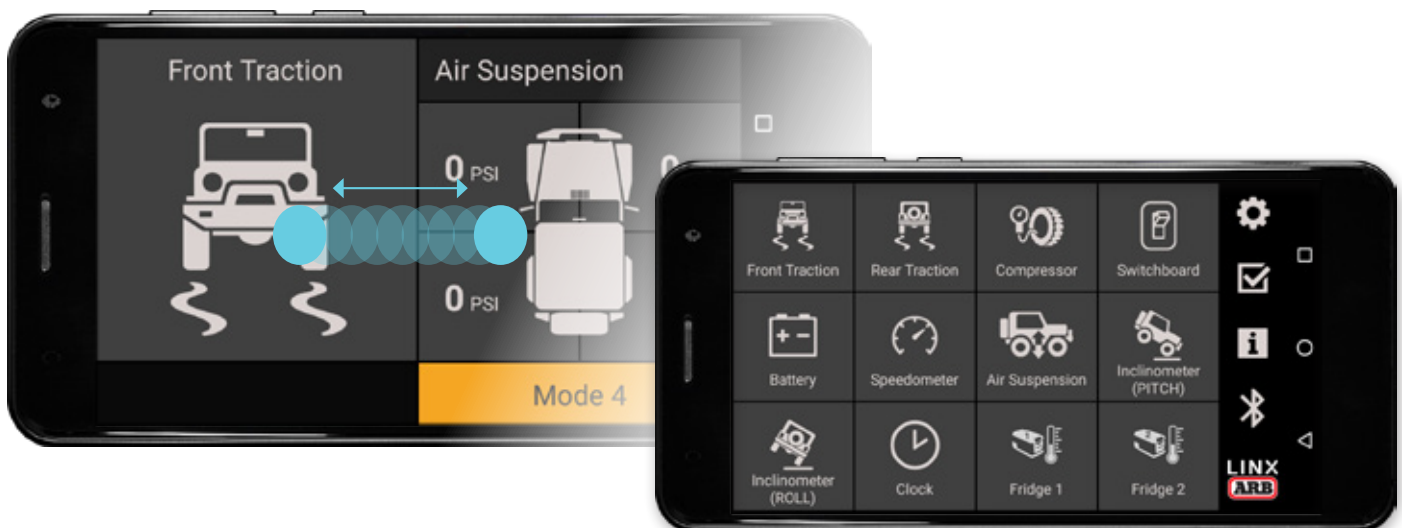 Front Traction
Air Suspension
0 PSI
0
0 PSI
Mode 4
Front Traction
Rear Traction
Compressor
Switchboard
Battery
Speedometer
Air Suspension
Inclinometer
(PITCH)
Inclinometer
(ROLL)
Clock
Fridge 1
Fridge 2
LINX
ARB